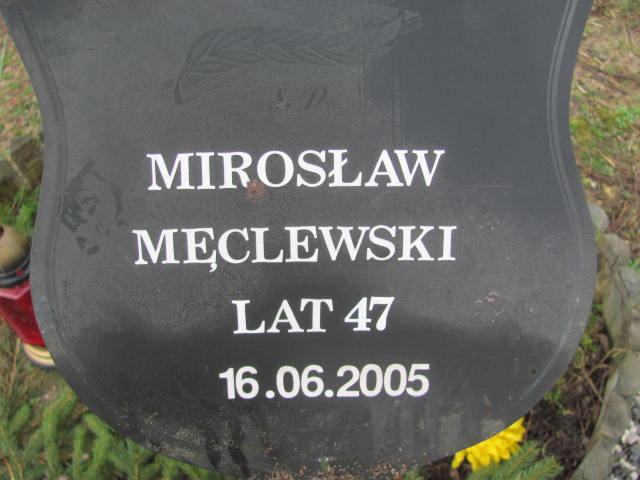 Ś. P.
MIROSŁAW
MĘCLEWSKI
LAT 47
16.06.2005